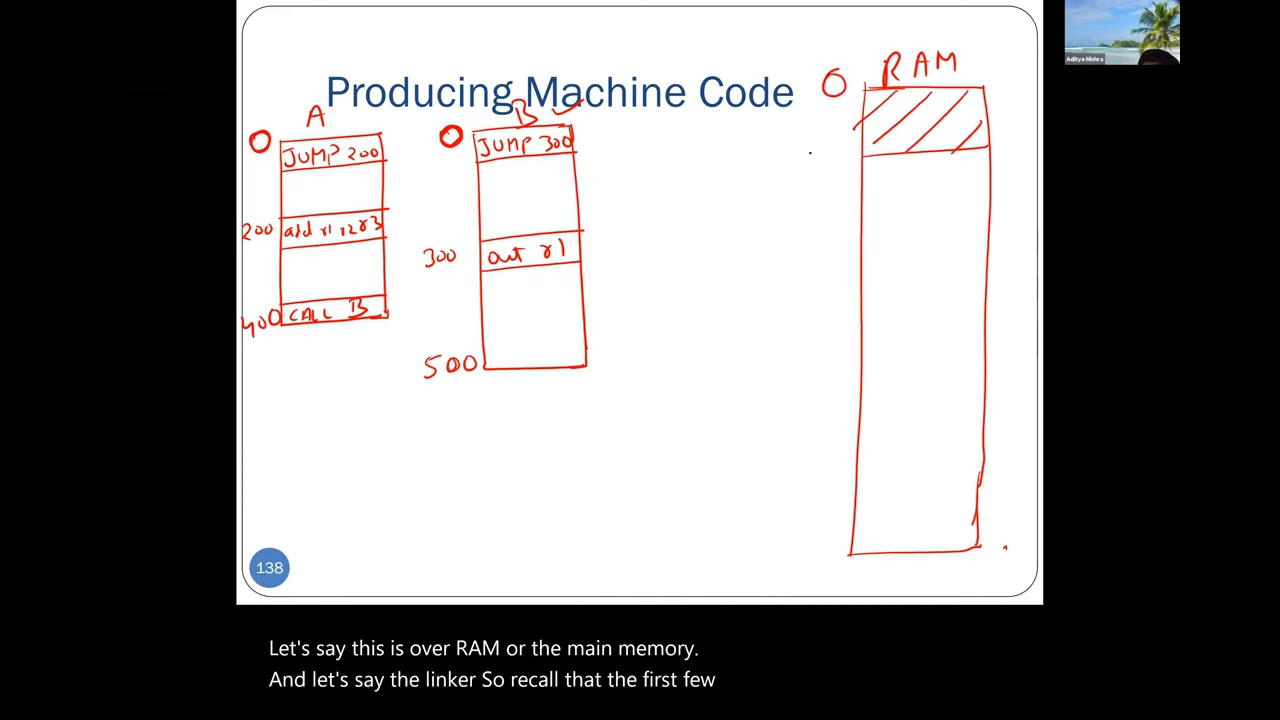 Aditya Mishra
Producing Machine Code
A
0
JUMP 200
200 add r1 r2 r3
400 CALL B
B
0
JUMP 300
300 out r1
500
0 RAM
138
Let's say this is over RAM or the main memory.
And let's say the linker So recall that the first few